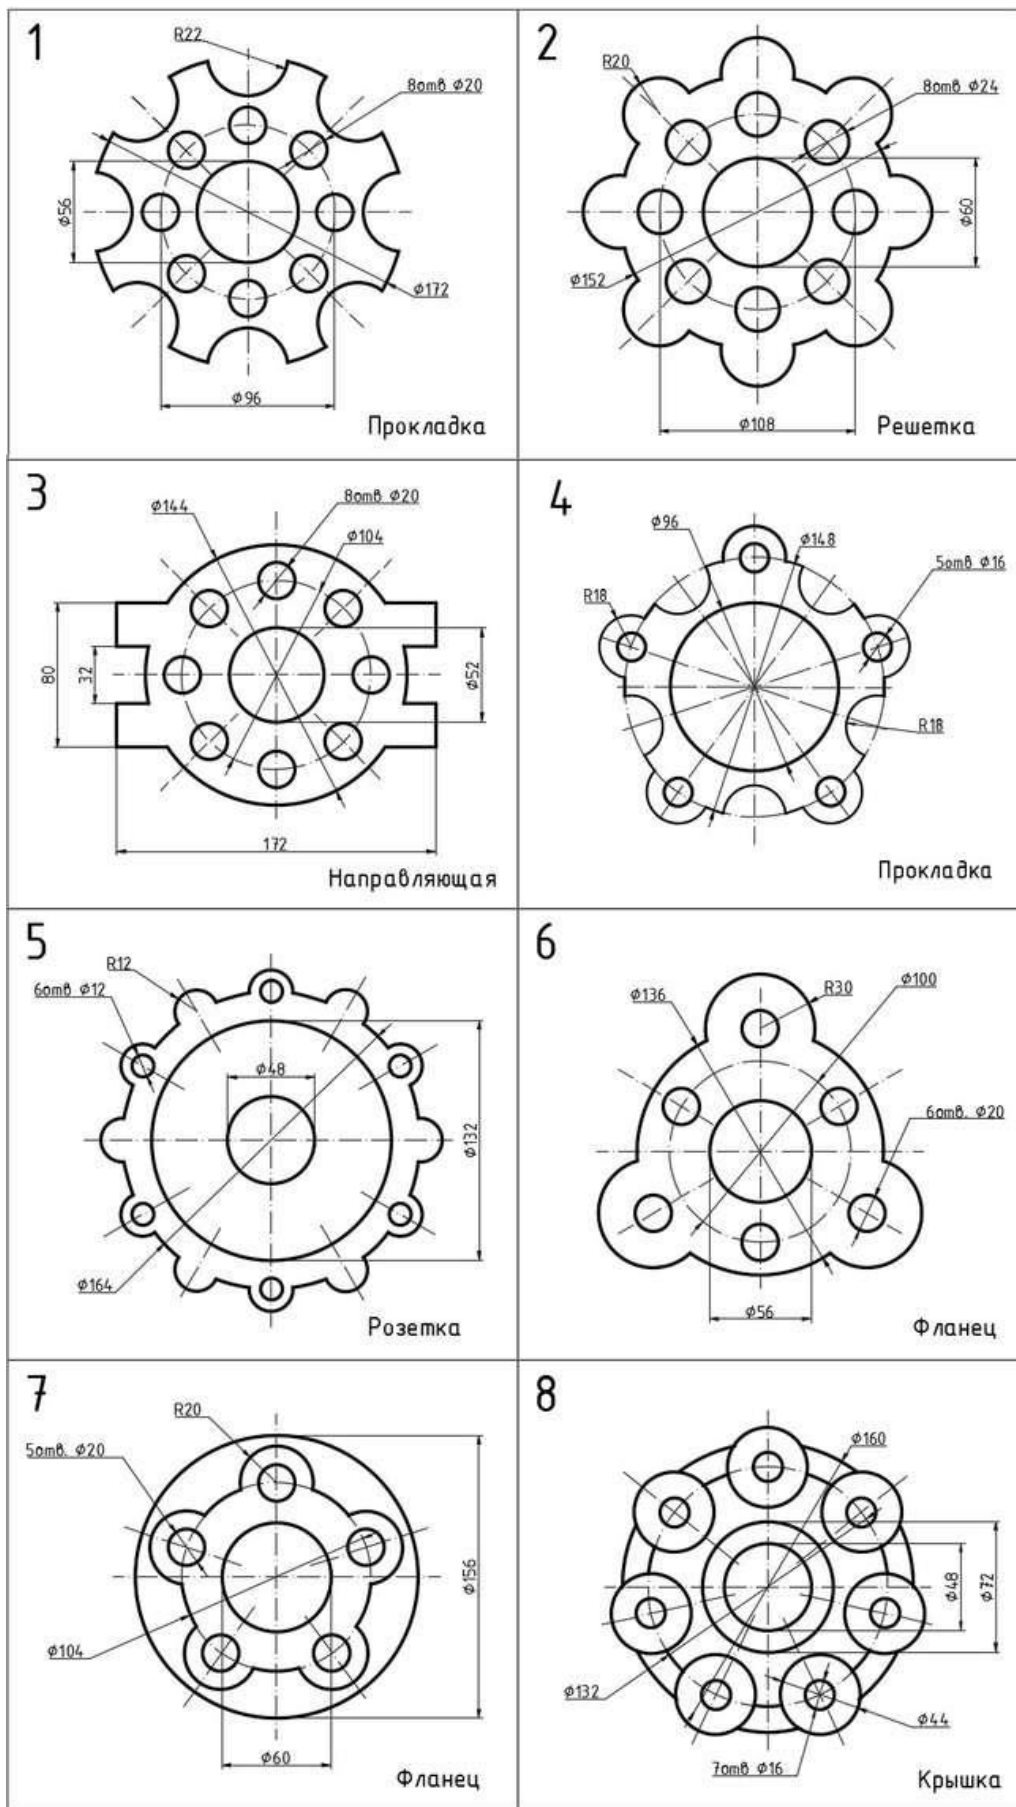 1
R22
8отв ø20
ø56
ø172
ø96
Прокладка
2
R20
8отв ø24
ø60
ø152
ø108
Решетка
3
ø144
8отв ø20
ø104
80
32
ø52
172
Направляющая
4
ø96
ø148
5отв ø16
R18
R18
Прокладка
5
R12
6отв ø12
ø48
ø132
ø164
Розетка
6
ø136
R30
ø100
6отв. ø20
ø56
Фланец
7
R20
5отв. ø20
ø156
ø104
ø60
Фланец
8
ø160
ø48
ø72
ø132
ø44
7отв ø16
Крышка